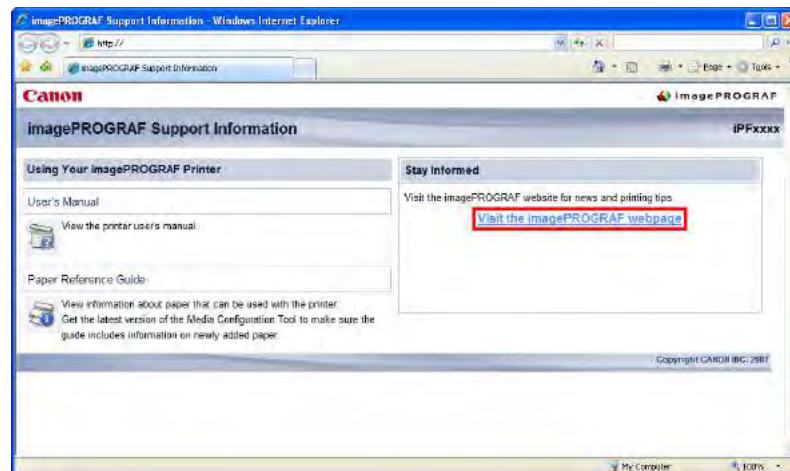 imagePROGRAF Support Information - Windows Internet Explorer
http://
imagePROGRAF Support Information
Page Tools
Canon
imagePROGRAF
imagePROGRAF Support Information
iPFxxxx
Using Your imagePROGRAF Printer
User's Manual
View the printer user's manual.
Paper Reference Guide
View information about paper that can be used with the printer.
Get the latest version of the Media Configuration Tool to make sure the
guide includes information on newly added paper.
Stay Informed
Visit the imagePROGRAF website for news and printing tips.
Visit the imagePROGRAF webpage
Copyright CANON INC. 2007
My Computer
100%